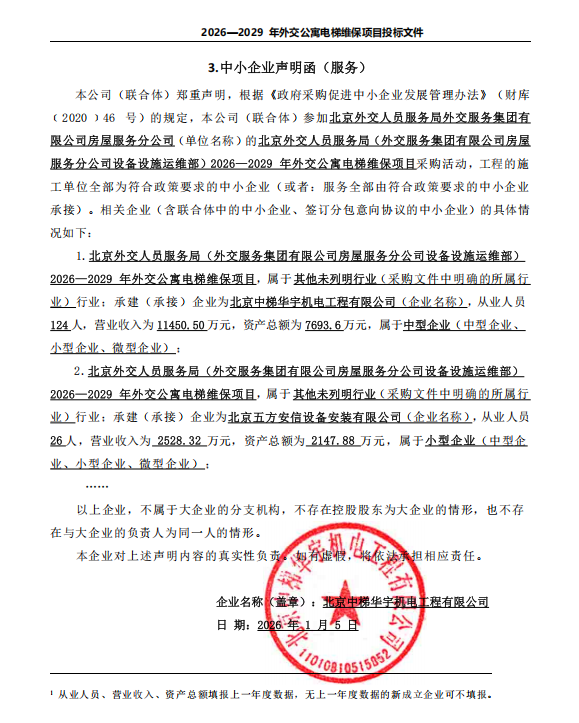 2026—2029 年外交公寓电梯维保项目投标文件
3.中小企业声明函（服务）
本公司（联合体）郑重声明，根据《政府采购促进中小企业发展管理办法》（财库
﹝2020﹞46 号）的规定，本公司（联合体）参加北京外交人员服务局外交服务集团有
限公司房屋服务分公司（单位名称）的北京外交人员服务局（外交服务集团有限公司房屋
服务分公司设备设施运维部）2026—2029 年外交公寓电梯维保项目采购活动，工程的施
工单位全部为符合政策要求的中小企业（或者：服务全部由符合政策要求的中小企业
承接）。相关企业（含联合体中的中小企业、签订分包意向协议的中小企业）的具体情
况如下：
1.北京外交人员服务局（外交服务集团有限公司房屋服务分公司设备设施运维部）
2026—2029 年外交公寓电梯维保项目，属于其他未列明行业（采购文件中明确的所属行
业）行业；承建（承接）企业为北京中梯华宇机电工程有限公司（企业名称），从业人员
124人，营业收入为11450.50万元，资产总额为7693.6万元，属于中型企业（中型企业、
小型企业、微型企业）；
2.北京外交人员服务局（外交服务集团有限公司房屋服务分公司设备设施运维部）
2026—2029 年外交公寓电梯维保项目，属于其他未列明行业（采购文件中明确的所属行
业）行业；承建（承接）企业为北京五方安信设备安装有限公司（企业名称），从业人员
26人，营业收入为 2528.32 万元，资产总额为 2147.88 万元，属于小型企业（中型企
业、小型企业、微型企业）；
……
以上企业，不属于大企业的分支机构，不存在控股股东为大企业的情形，也不存
在与大企业的负责人为同一人的情形。
本企业对上述声明内容的真实性负责。如有虚假，将依法承担相应责任。
企业名称（盖章）：北京中梯华宇机电工程有限公司
日 期：2026 年 1 月 5 日
北京中梯华宇机电工程有限公司
11010810515052
1 从业人员、营业收入、资产总额填报上一年度数据，无上一年度数据的新成立企业可不填报。